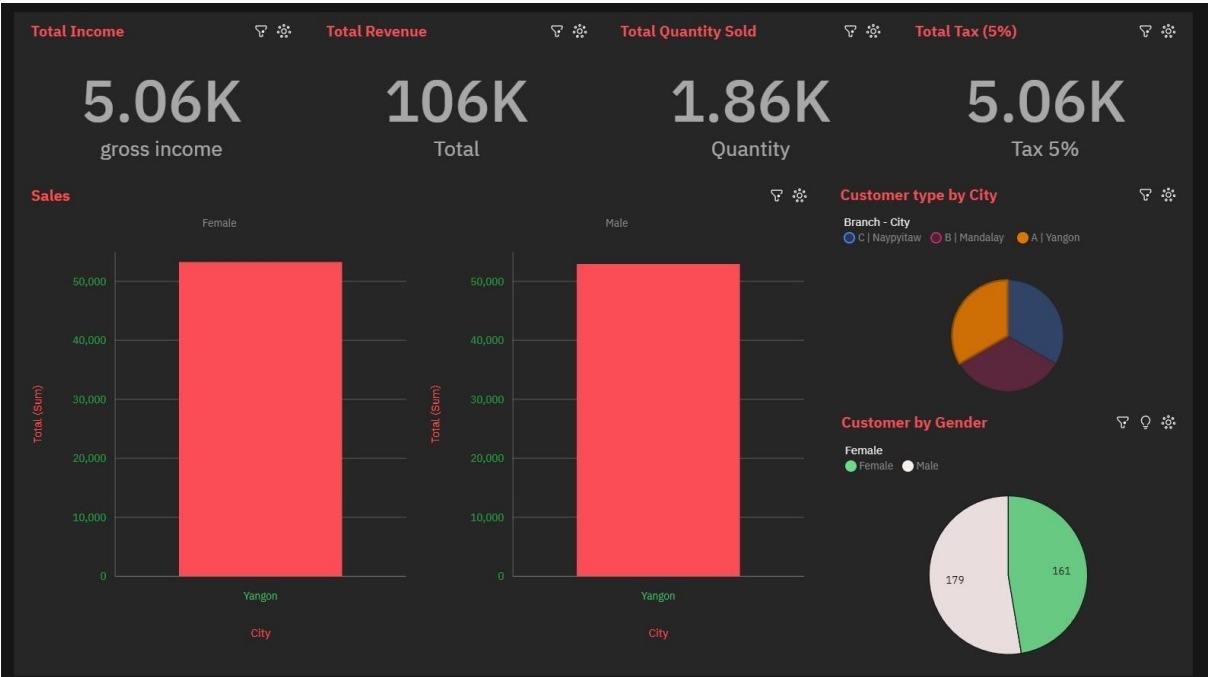 Total Income
Total Revenue
Total Quantity Sold
Total Tax (5%)
5.06K
gross income
106K
Total
1.86K
Quantity
5.06K
Tax 5%
Sales
Female
Male
Total (Sum)
50,000
40,000
30,000
20,000
10,000
0
Yangon
City
Total (Sum)
50,000
40,000
30,000
20,000
10,000
0
Yangon
City
Customer type by City
Branch - City
C | Naypyitaw B | Mandalay A | Yangon
Customer by Gender
Female
Female Male
179
161